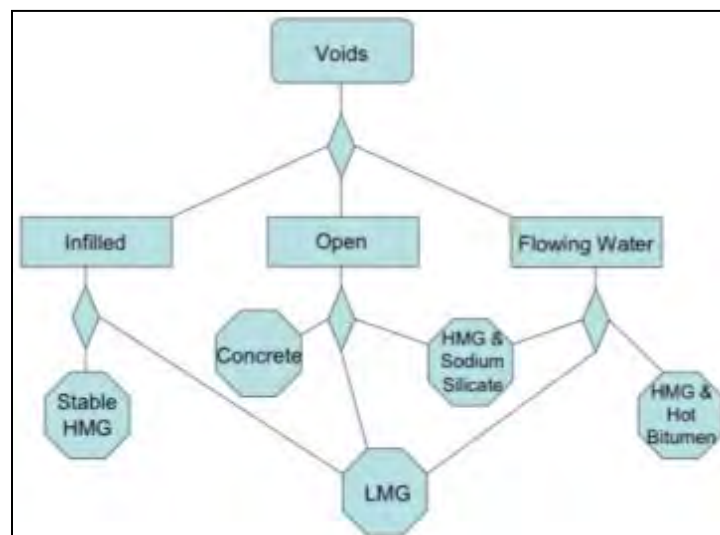 Voids
Infilled
Open
Flowing Water
Concrete
HMG &
Sodium
Silicate
Stable
HMG
HMG &
Hot
Bitumen
LMG